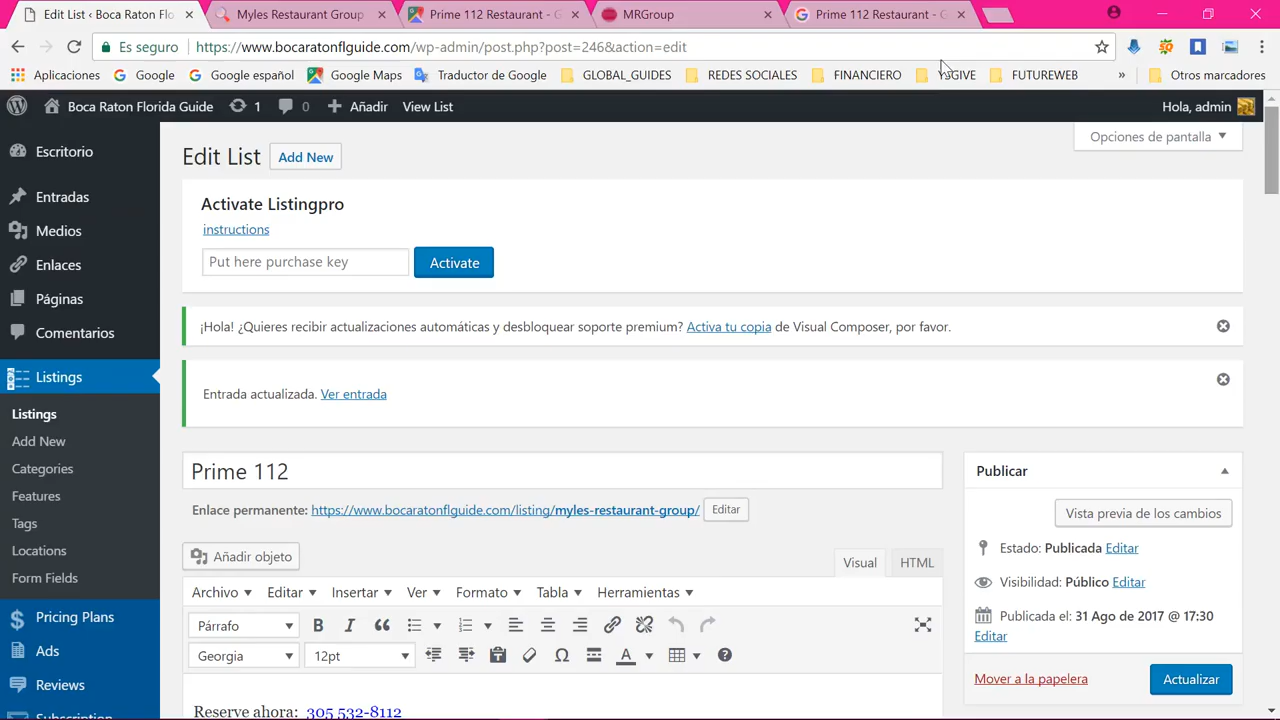 Edit List ‹ Boca Raton Flo
Myles Restaurant Group
Prime 112 Restaurant - G
MRGroup
Prime 112 Restaurant - G
Es seguro
https://www.bocaratonflguide.com/wp-admin/post.php?post=246&action=edit
Aplicaciones
Google
Google español
Google Maps
Traductor de Google
GLOBAL_GUIDES
REDES SOCIALES
FINANCIERO
FUTUREWEB
»
Otros marcadores
Boca Raton Florida Guide
1
0
Añadir
View List
Hola, admin
Escritorio
Entradas
Medios
Enlaces
Páginas
Comentarios
Listings
Listings
Add New
Categories
Features
Tags
Locations
Form Fields
Pricing Plans
Ads
Reviews
Subscription
Opciones de pantalla
Edit List
Add New
Activate Listingpro
instructions
Put here purchase key
Activate
¡Hola! ¿Quieres recibir actualizaciones automáticas y desbloquear soporte premium? Activa tu copia de Visual Composer, por favor.
Entrada actualizada. Ver entrada
Prime 112
Enlace permanente: https://www.bocaratonflguide.com/listing/myles-restaurant-group/
Editar
Añadir objeto
Visual
HTML
Archivo
Editar
Insertar
Ver
Formato
Tabla
Herramientas
Párrafo
Georgia
12pt
Reserve ahora: 305 532-8112
Publicar
Vista previa de los cambios
Estado: Publicada Editar
Visibilidad: Público Editar
Publicada el: 31 Ago de 2017 @ 17:30
Editar
Mover a la papelera
Actualizar